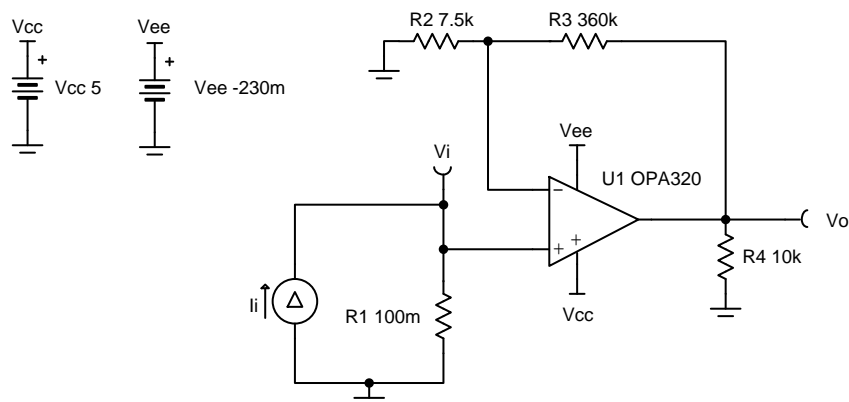 Vcc
Vee
R2 7.5k
R3 360k
+
+
Vcc 5
Vee -230m
Vee
Vi
U1 OPA320
−
Vo
+
+
R4 10k
Ii
R1 100m
Vcc